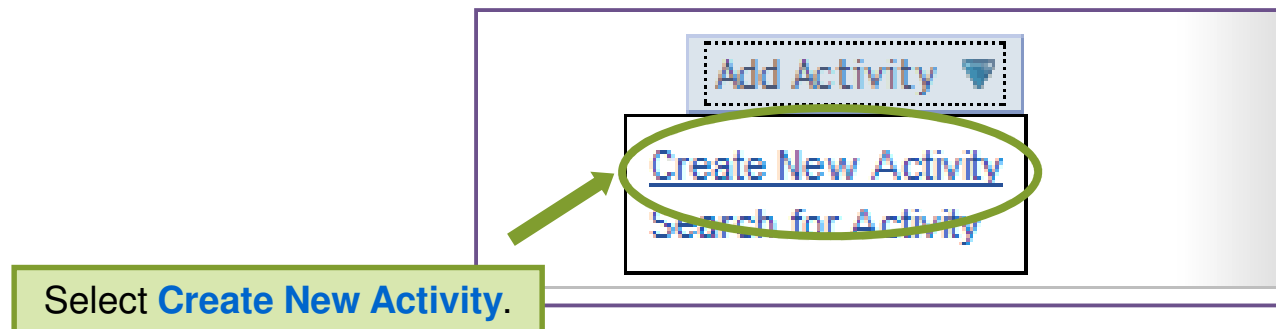 Add Activity
Create New Activity
Search for Activity
Select Create New Activity.